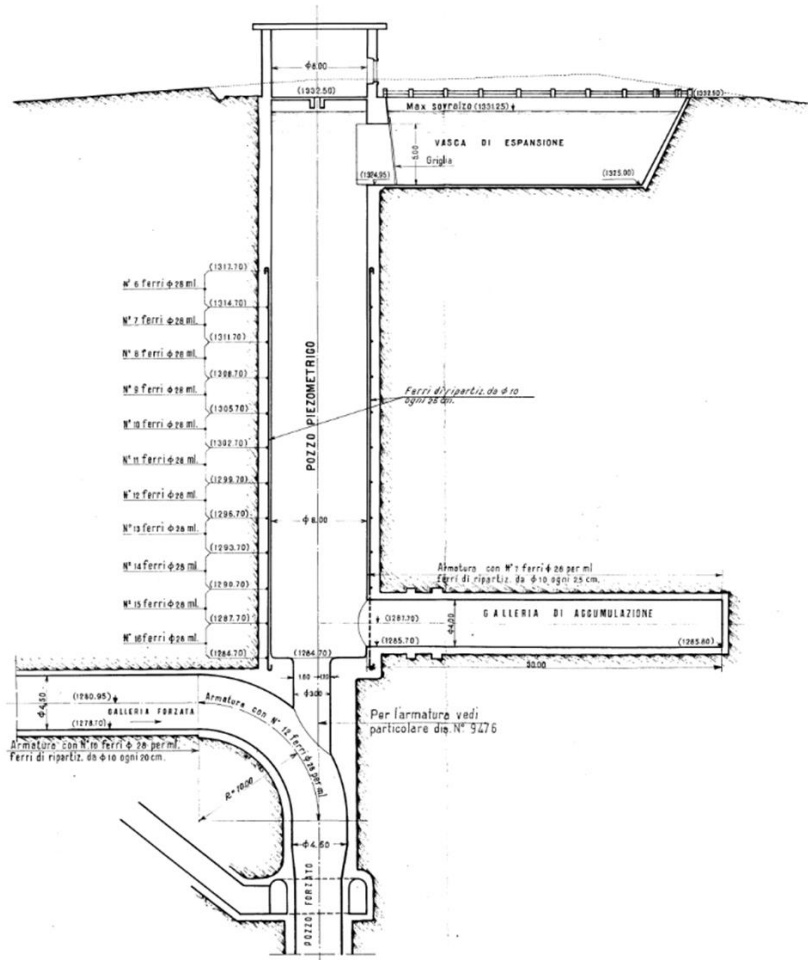 φ 8.00
(1332.50)
Max sovralzo (1331.25)
(1332.50)
VASCA DI ESPANSIONE
5.00
Griglia
(1324.95)
(1325.00)
(1317.70)
N° 6 ferri φ 28 ml.
(1314.70)
N° 7 ferri φ 28 ml.
(1311.70)
N° 8 ferri φ 28 ml.
(1308.70)
N° 9 ferri φ 28 ml.
(1305.70)
N° 10 ferri φ 28 ml.
(1302.70)
N° 11 ferri φ 28 ml.
(1299.70)
N° 12 ferri φ 28 ml.
(1296.70)
N° 13 ferri φ 28 ml.
(1293.70)
N° 14 ferri φ 28 ml.
(1290.70)
N° 15 ferri φ 28 ml.
(1287.70)
N° 16 ferri φ 28 ml.
(1284.70)
POZZO PIEZOMETRICO
Ferri di ripartiz. da φ 10
ogni 25 cm.
φ 8.00
Armatura con N° 7 ferri φ 28 per ml
ferri di ripartiz. da φ 10 ogni 25 cm.
GALLERIA DI ACCUMULAZIONE
(1287.70)
φ 4.00
(1285.70)
(1285.80)
30.00
(1284.70)
1.80
φ 3.00
φ 4.50
(1280.95)
GALLERIA FORZATA
(1278.70)
Armatura con N° 12 ferri φ 28 per ml
Per l'armatura vedi
particolare dis. N° 9476
Armatura con N° 10 ferri φ 28 per ml.
ferri di ripartiz. da φ 10 ogni 20 cm.
R = 10.00
φ 4.50
POZZO FORZATO